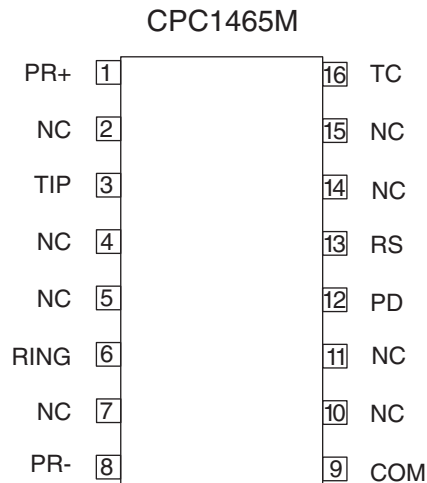 CPC1465M
PR+ 1 16 TC
NC 2 15 NC
TIP 3 14 NC
NC 4 13 RS
NC 5 12 PD
RING 6 11 NC
NC 7 10 NC
PR- 8 9 COM